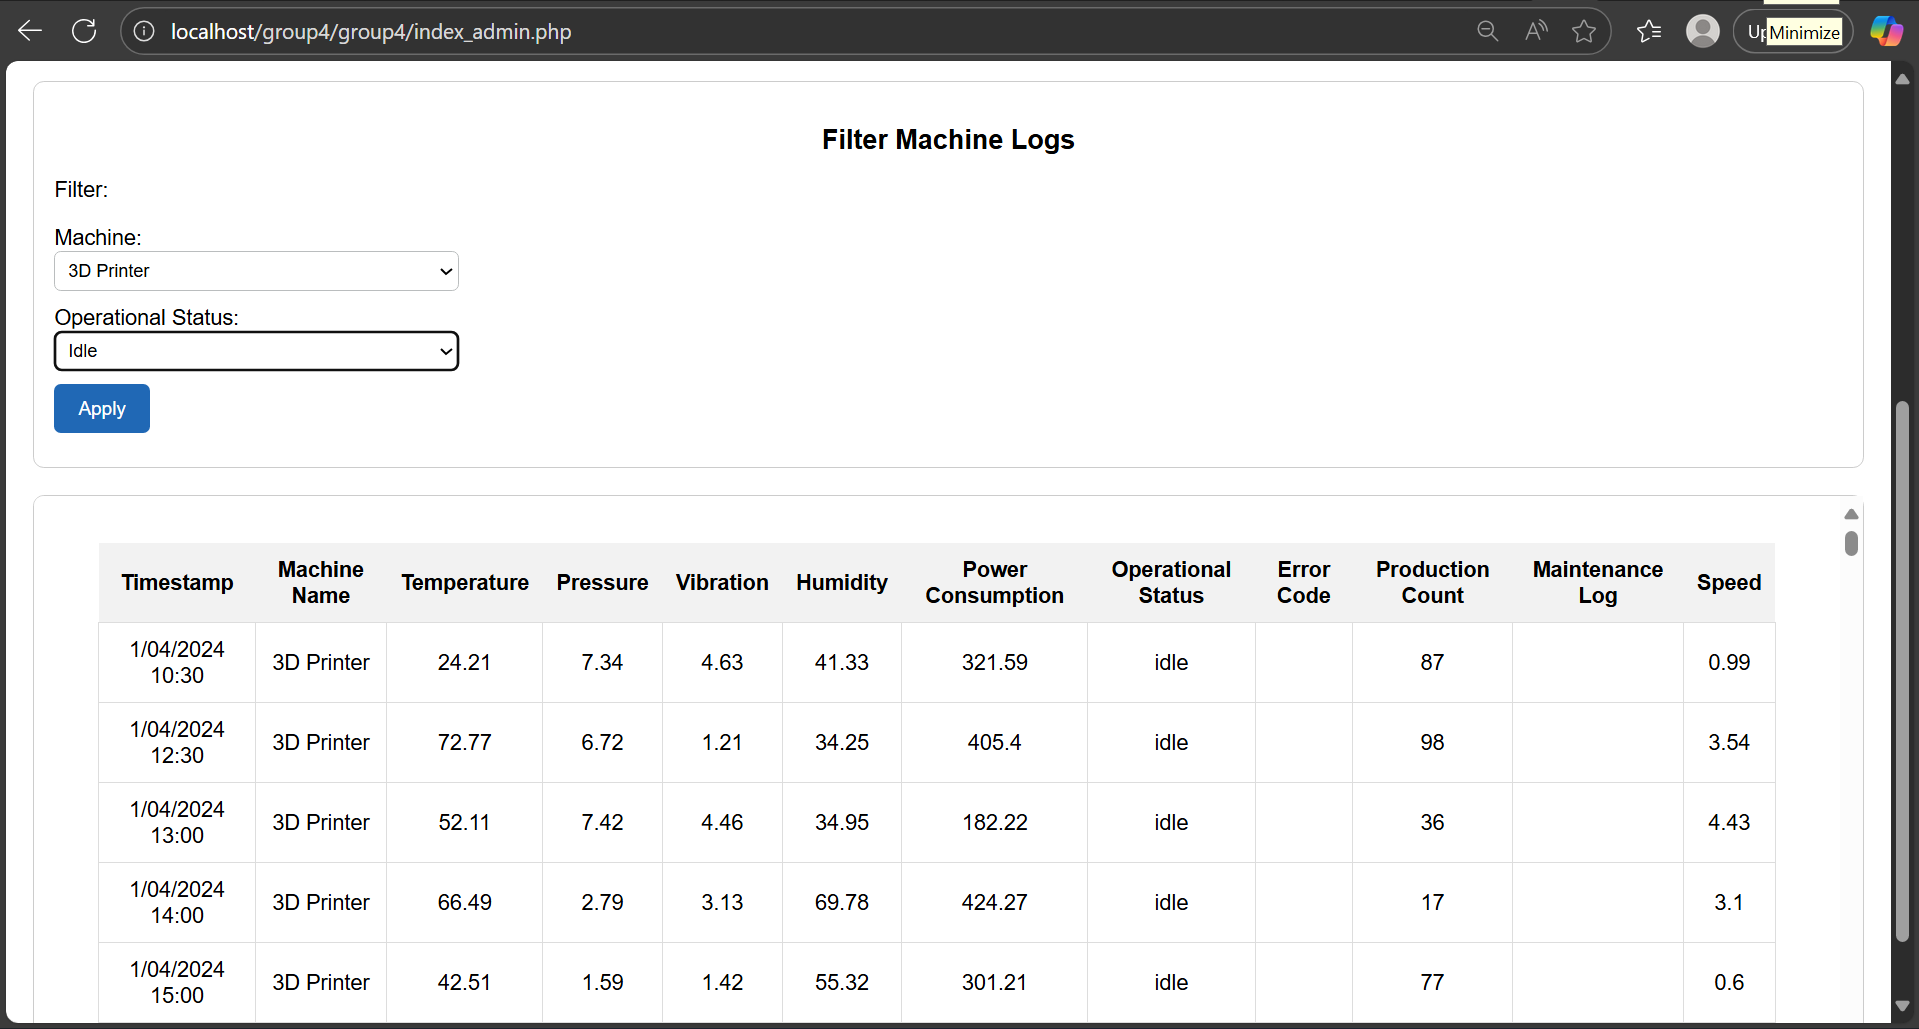 localhost/group4/group4/index_admin.php
Minimize
Filter Machine Logs
Filter:
Machine:
3D Printer
Operational Status:
Idle
Apply
Timestamp Machine Name Temperature Pressure Vibration Humidity Power Consumption Operational Status Error Code Production Count Maintenance Log Speed
1/04/2024 10:30 3D Printer 24.21 7.34 4.63 41.33 321.59 idle 87 0.99
1/04/2024 12:30 3D Printer 72.77 6.72 1.21 34.25 405.4 idle 98 3.54
1/04/2024 13:00 3D Printer 52.11 7.42 4.46 34.95 182.22 idle 36 4.43
1/04/2024 14:00 3D Printer 66.49 2.79 3.13 69.78 424.27 idle 17 3.1
1/04/2024 15:00 3D Printer 42.51 1.59 1.42 55.32 301.21 idle 77 0.6